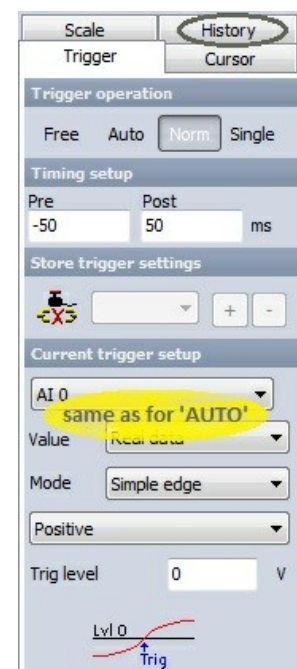 Scale History
Trigger Cursor
Trigger operation
Free Auto Norm Single
Timing setup
Pre Post
-50 50 ms
Store trigger settings
+ -
Current trigger setup
AI 0
same as for 'AUTO'
Value Real data
Mode Simple edge
Positive
Trig level 0 V
Lvl 0
Trig